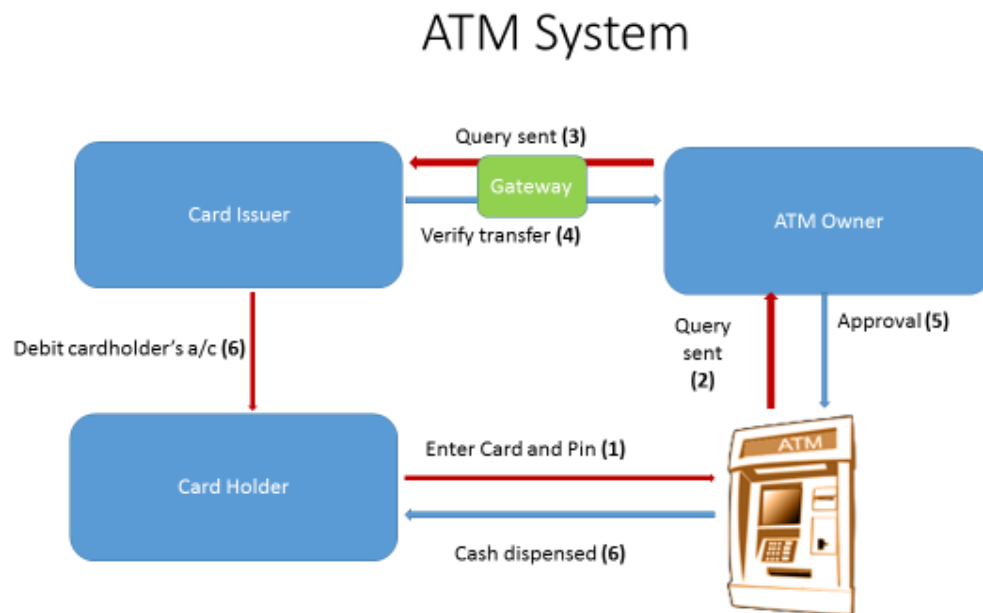 ATM System
Query sent (3)
Gateway
Card Issuer
ATM Owner
Verify transfer (4)
Debit cardholder's a/c (6)
Query
sent
(2)
Approval (5)
ATM
Enter Card and Pin (1)
Card Holder
Cash dispensed (6)